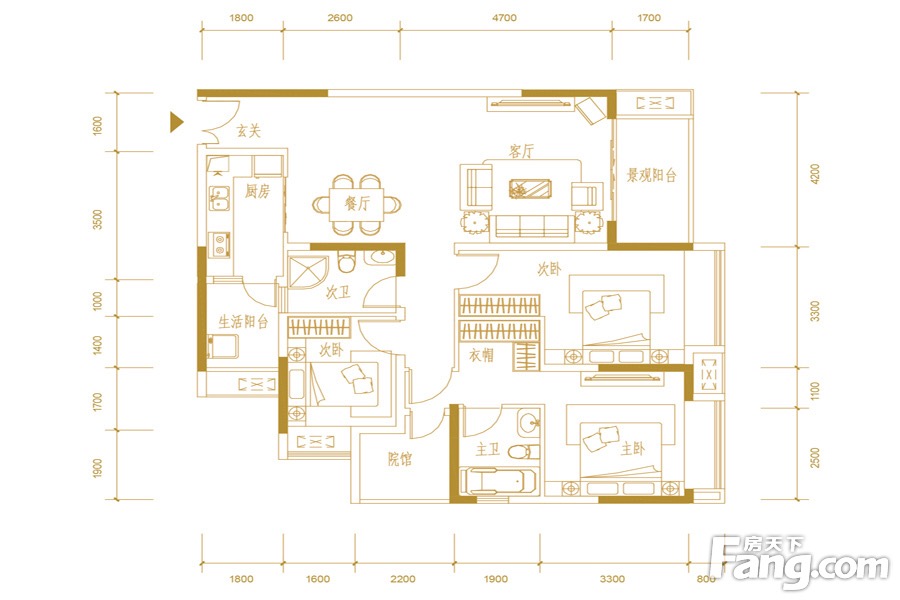 1800 2600 4700 1700
1600
3500
1000
1400
1700
1900
4200
3300
1100
2500
玄关
客厅
厨房
景观阳台
餐厅
次卧
次卫
生活阳台
次卧
衣帽
主卫
主卧
院馆
房天下
Fang.com
1800 1600 2200 1900 3300 800